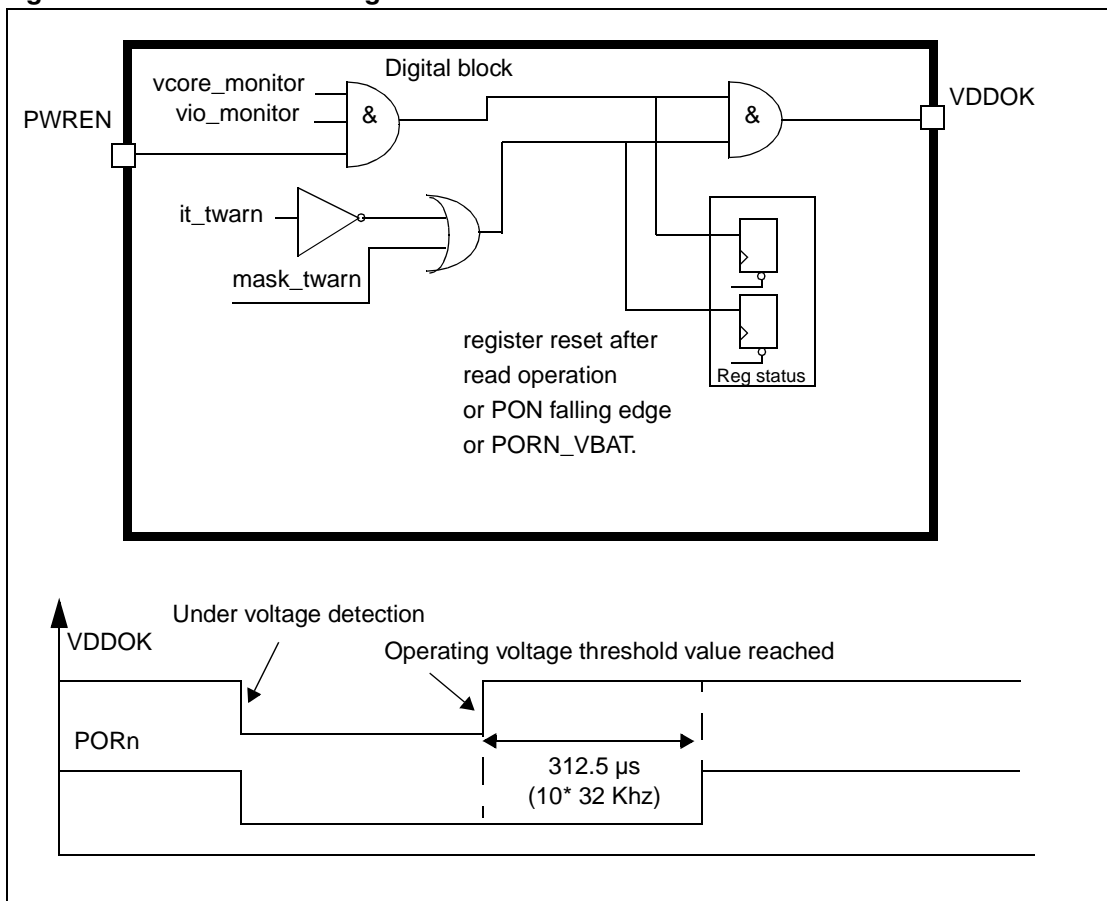 Digital block
vcore_monitor
vio_monitor
&
&
VDDOK
PWREN
it_twarn
mask_twarn
register reset after
read operation
or PON falling edge
or PORN_VBAT.
Reg status
Under voltage detection
VDDOK
Operating voltage threshold value reached
PORn
312.5 µs
(10* 32 Khz)